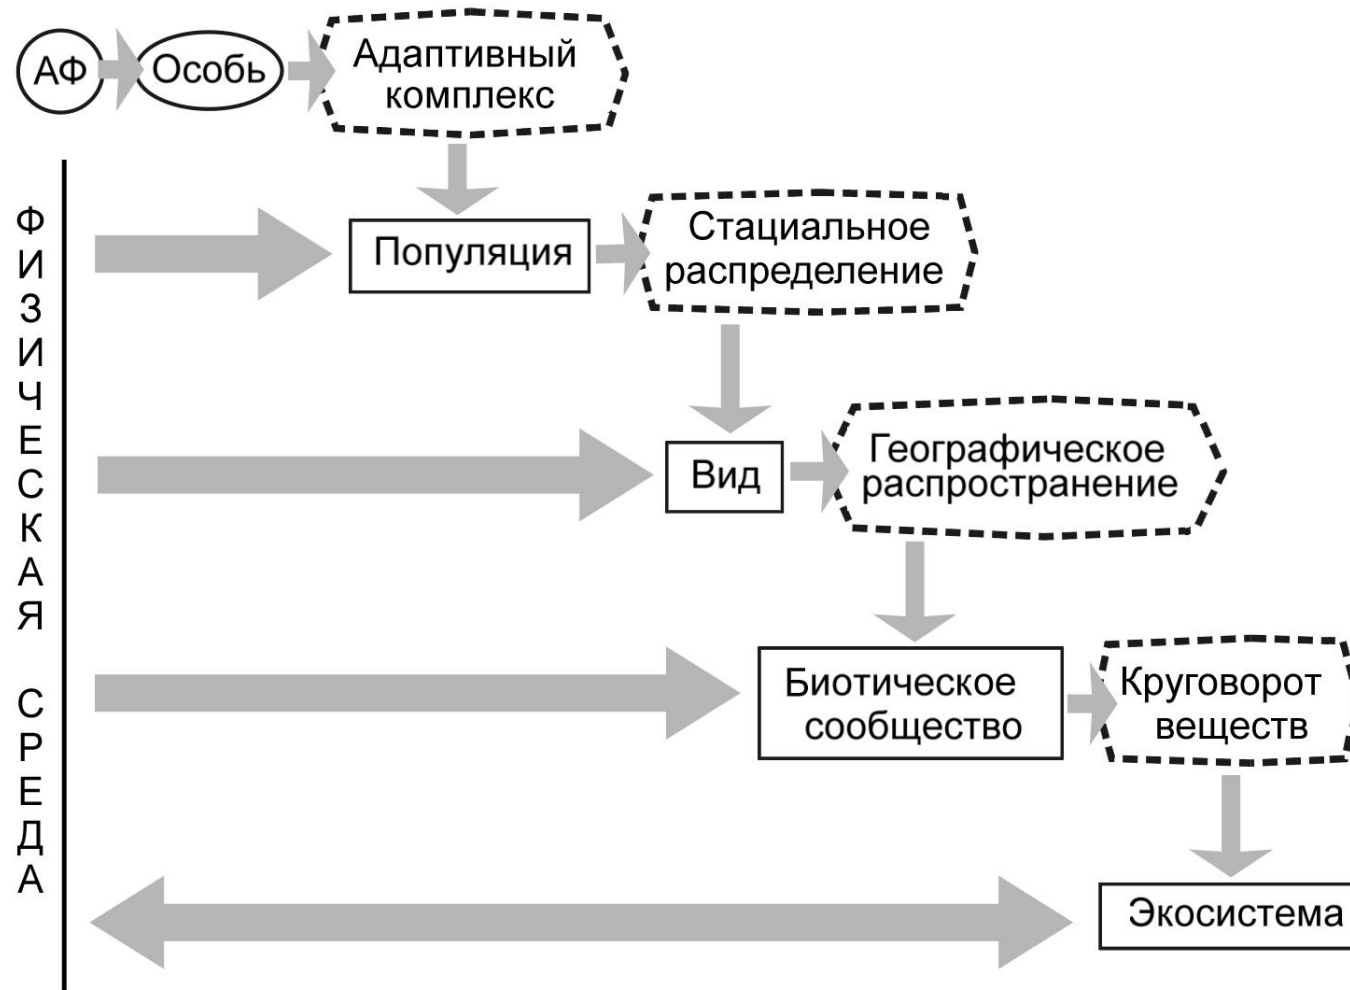 АФ
Особь
Адаптивный
комплекс
Популяция
Стациальное
распределение
Вид
Географическое
распространение
Биотическое
сообщество
Круговорот
веществ
Экосистема
ФИЗИЧЕСКАЯ СРЕДА